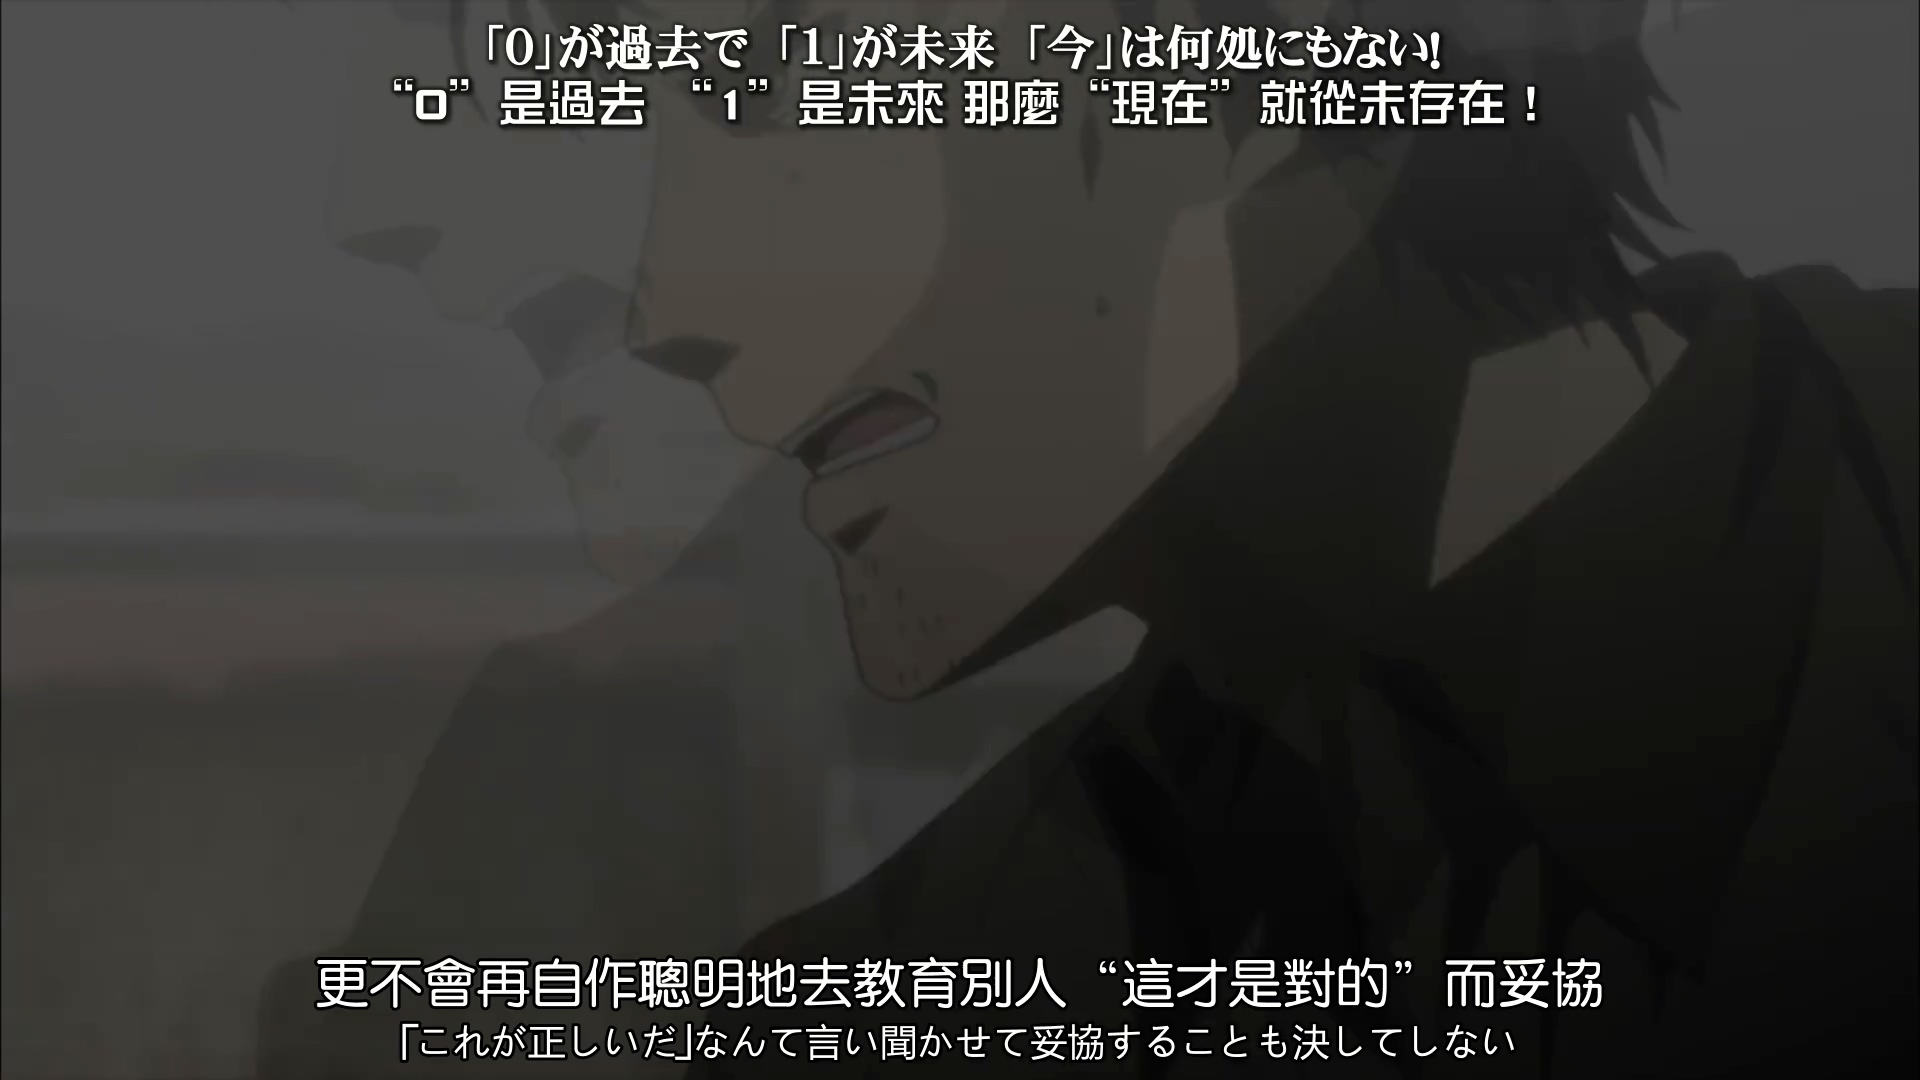 「0」が過去で 「1」が未来 「今」は何処にもない!
“0”是過去 “1”是未來 那麼“現在”就從未存在！
更不會再自作聰明地去教育別人“這才是對的”而妥協
「これが正しいだ」なんて言い聞かせて妥協することも決してしない